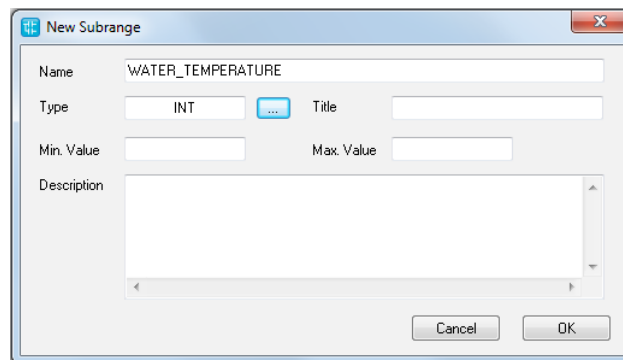 New Subrange
Name WATER_TEMPERATURE
Type INT ... Title
Min. Value Max. Value
Description
Cancel OK